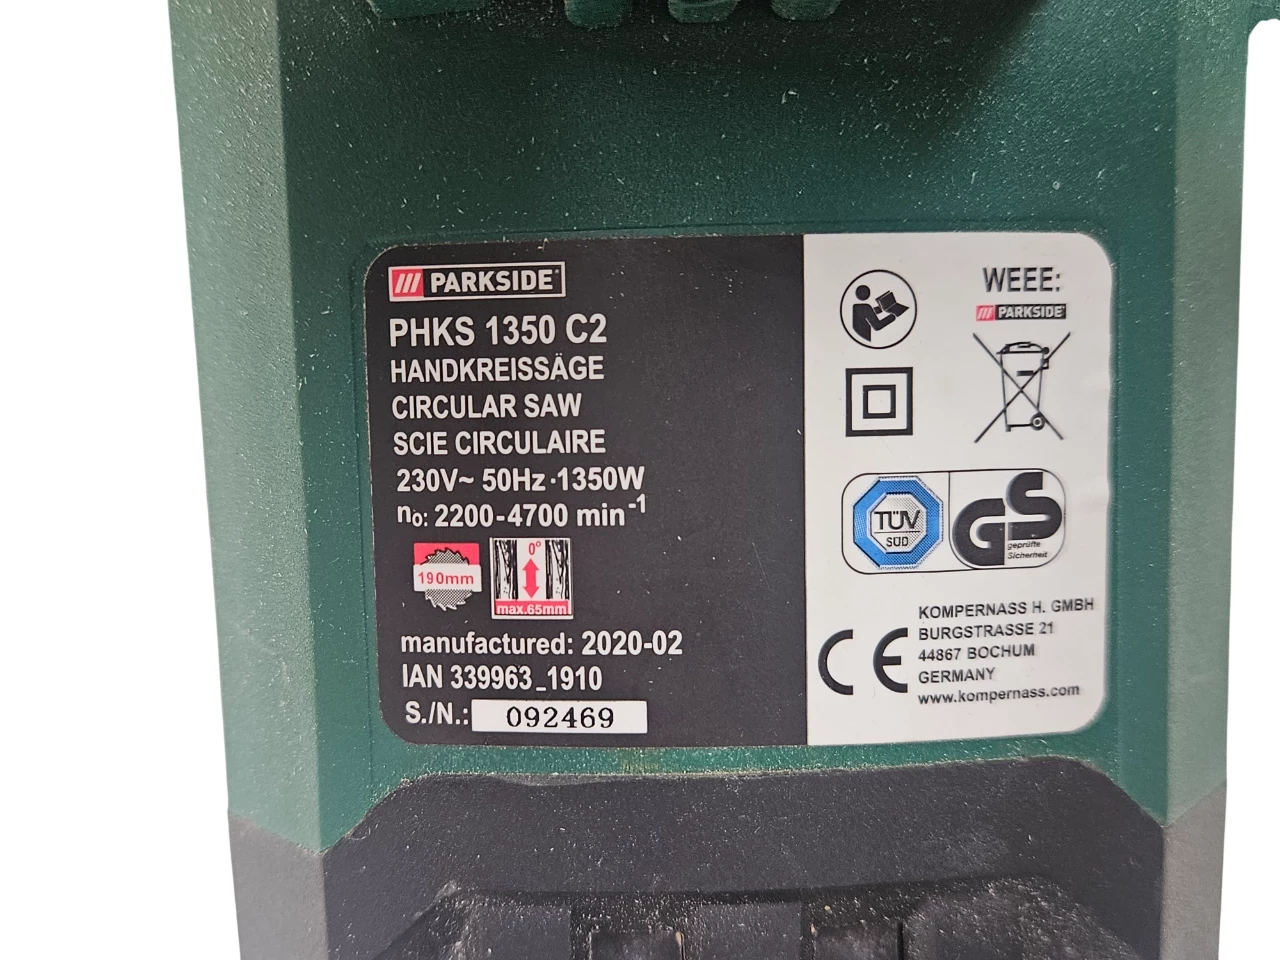 PARKSIDE®
PHKS 1350 C2
HANDKREISSÄGE
CIRCULAR SAW
SCIE CIRCULAIRE
230V~ 50Hz · 1350W
n₀: 2200-4700 min⁻¹
190mm
0°
max.65mm
manufactured: 2020-02
IAN 339963_1910
S./N.: 092469
WEEE:
PARKSIDE®
TÜV
SÜD
GS
geprüfte
Sicherheit
CE
KOMPERNASS H. GMBH
BURGSTRASSE 21
44867 BOCHUM
GERMANY
www.kompernass.com